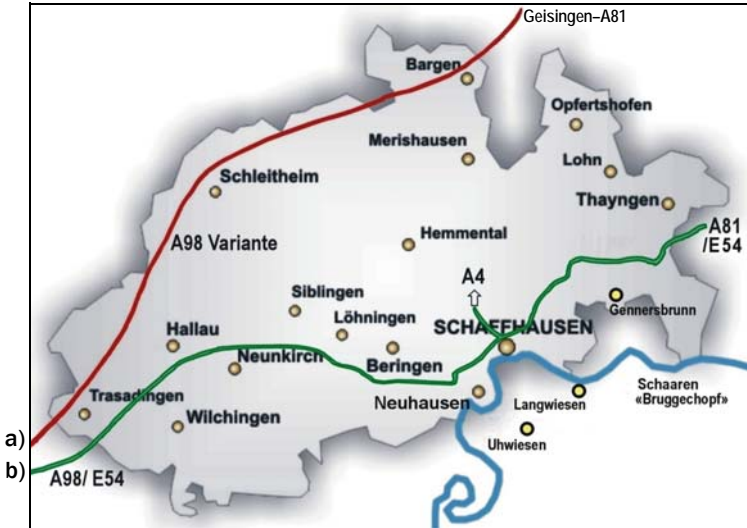 Geisingen–A81
Bargen
Opfertshofen
Merishausen
Lohn
Schleitheim
Thayngen
A98 Variante
Hemmental
A81
/E54
A4
Siblingen
Gennersbrunn
Löhningen
SCHAFFHAUSEN
Hallau
Neunkirch
Beringen
Trasadingen
Neuhausen
Langwiesen
Schaaren
«Bruggechopf»
Wilchingen
Uhwiesen
a)
b)
A98/ E54